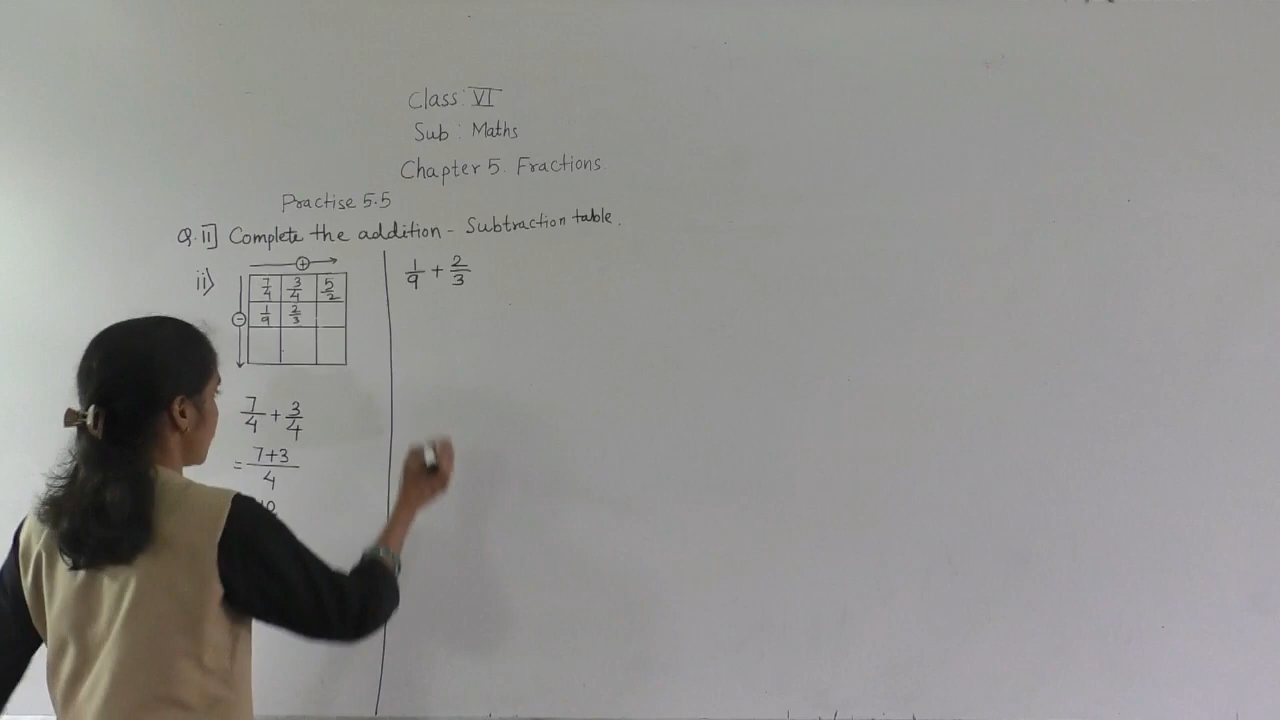 Class: VI
Sub: Maths
Chapter 5. Fractions.
Practise 5.5
Q.11] Complete the addition - Subtraction table.
ii)
+
7/4 3/4 5/2
- 1/9 2/3
7/4 + 3/4
= 7+3/4
1/9 + 2/3